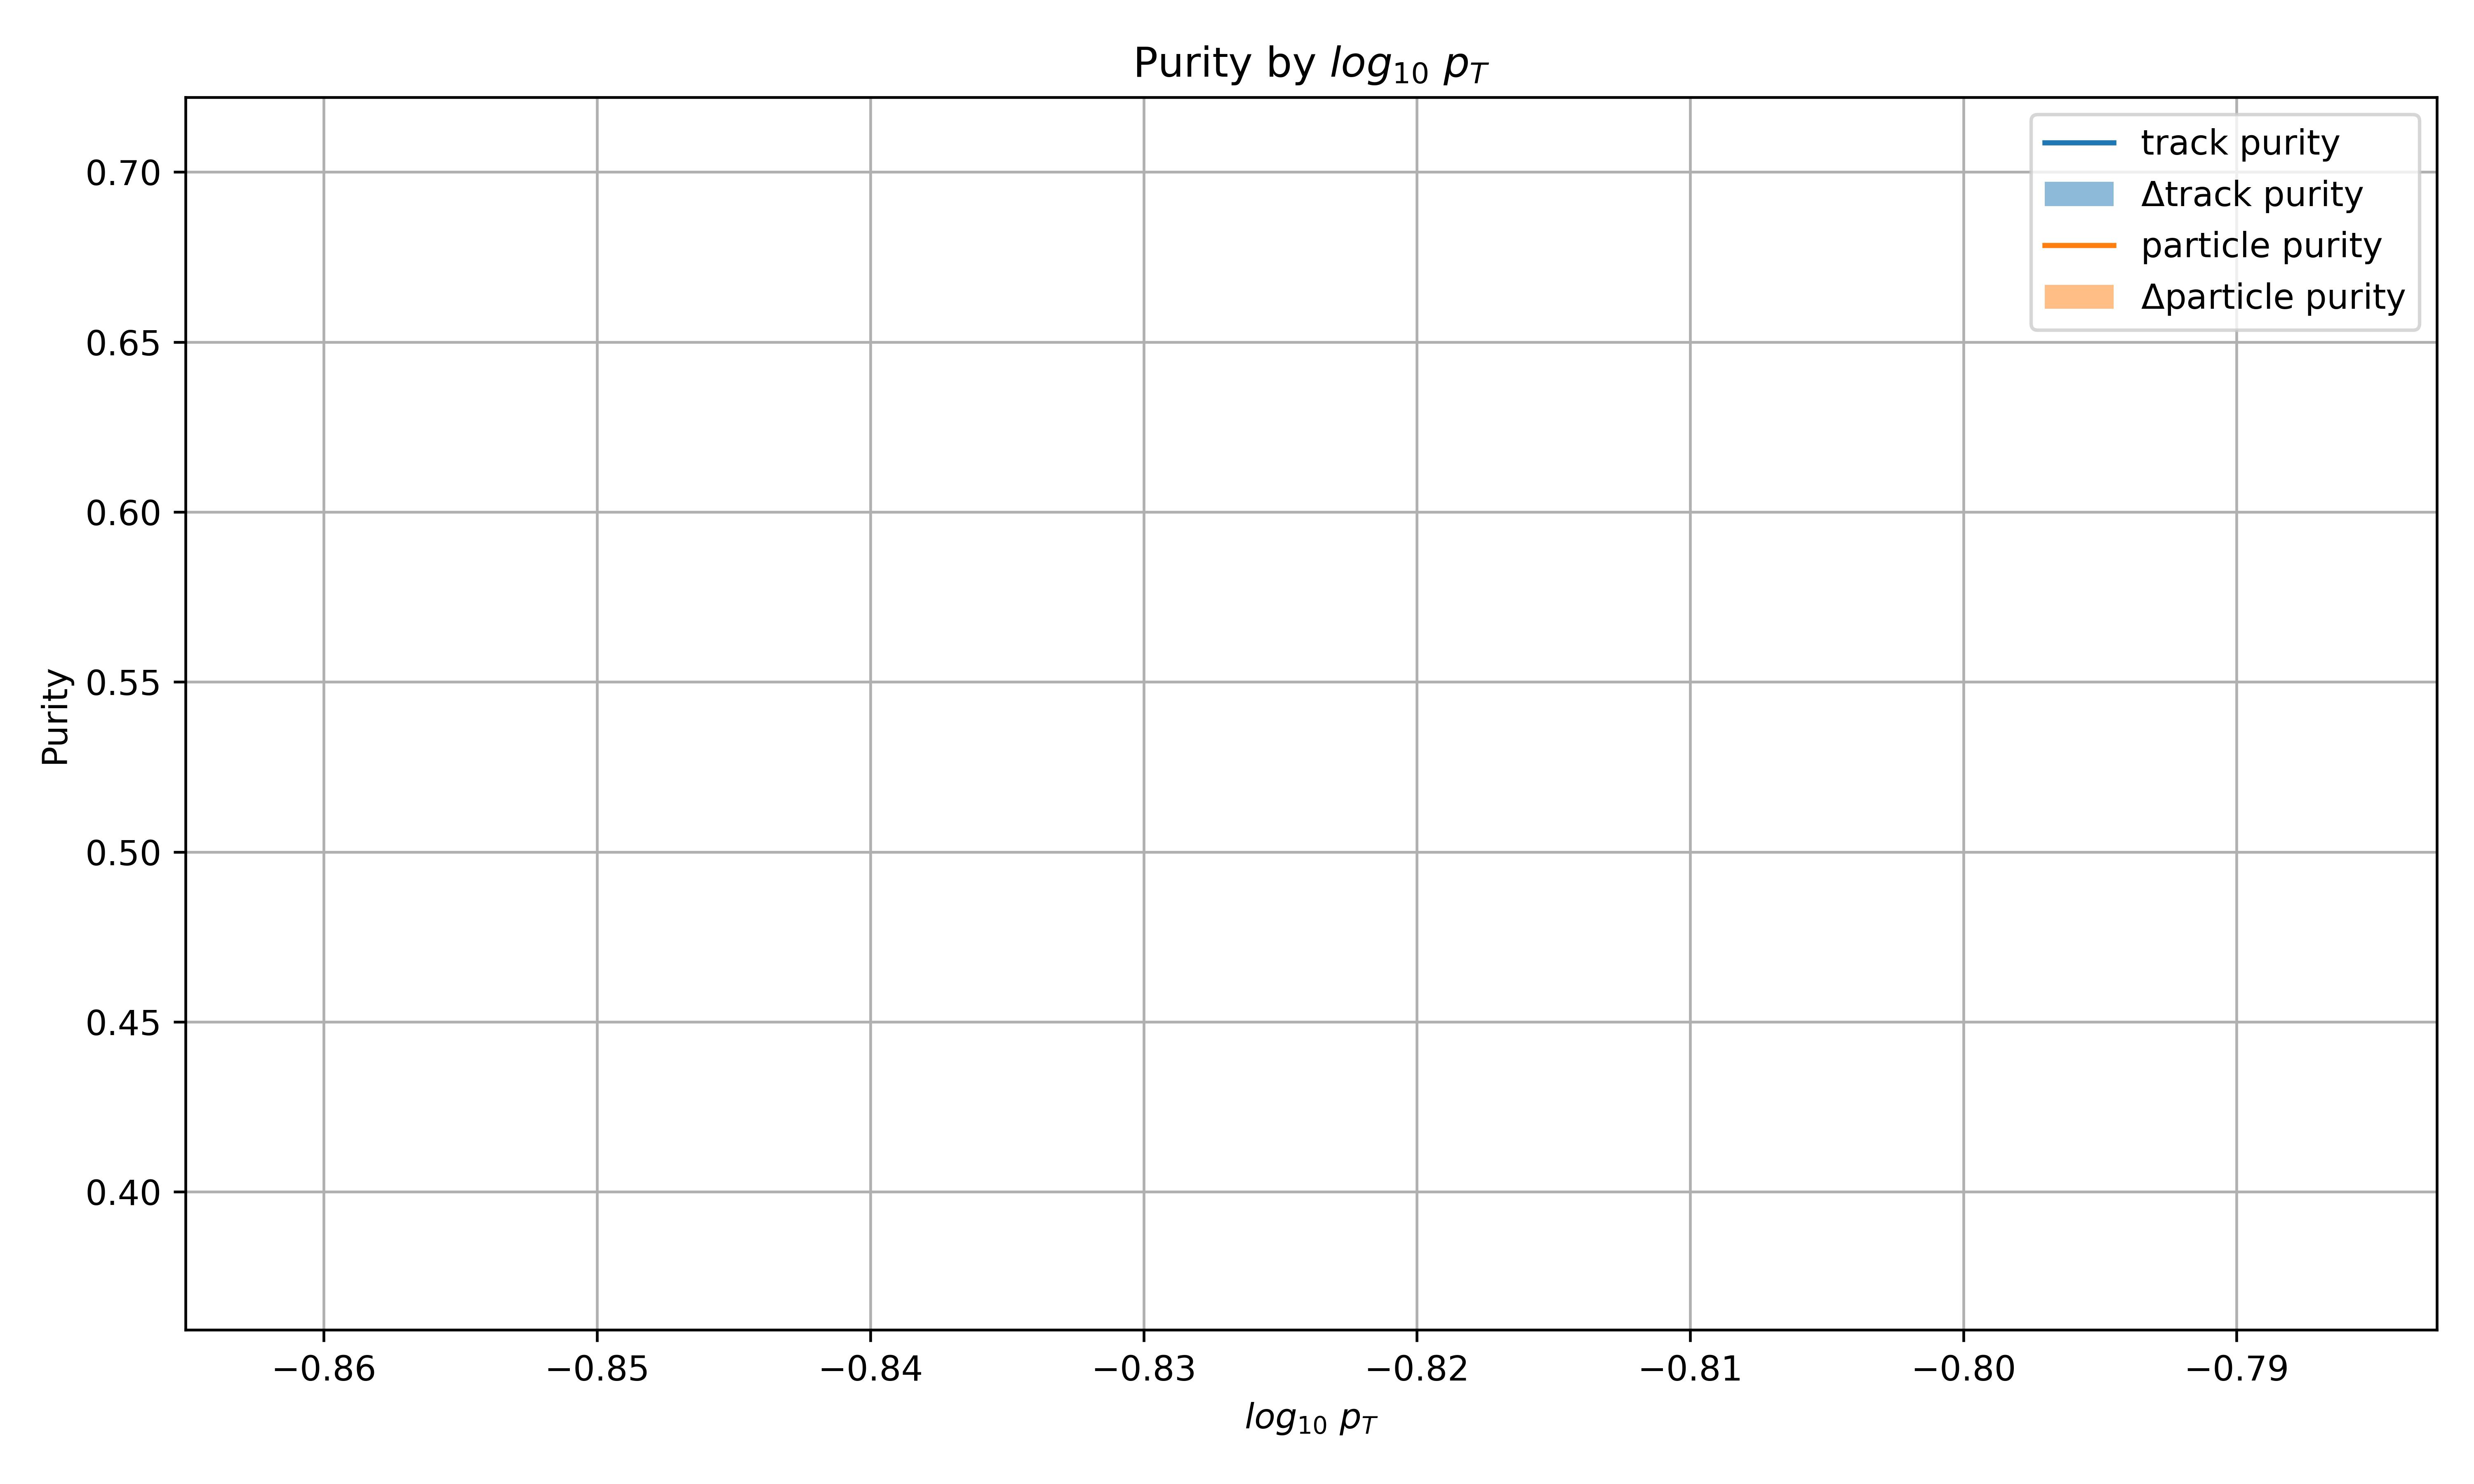 Purity by log₁₀ p_T
track purity
Δtrack purity
particle purity
Δparticle purity
0.70
0.65
0.60
0.55
0.50
0.45
0.40
Purity
−0.86 −0.85 −0.84 −0.83 −0.82 −0.81 −0.80 −0.79
log₁₀ p_T